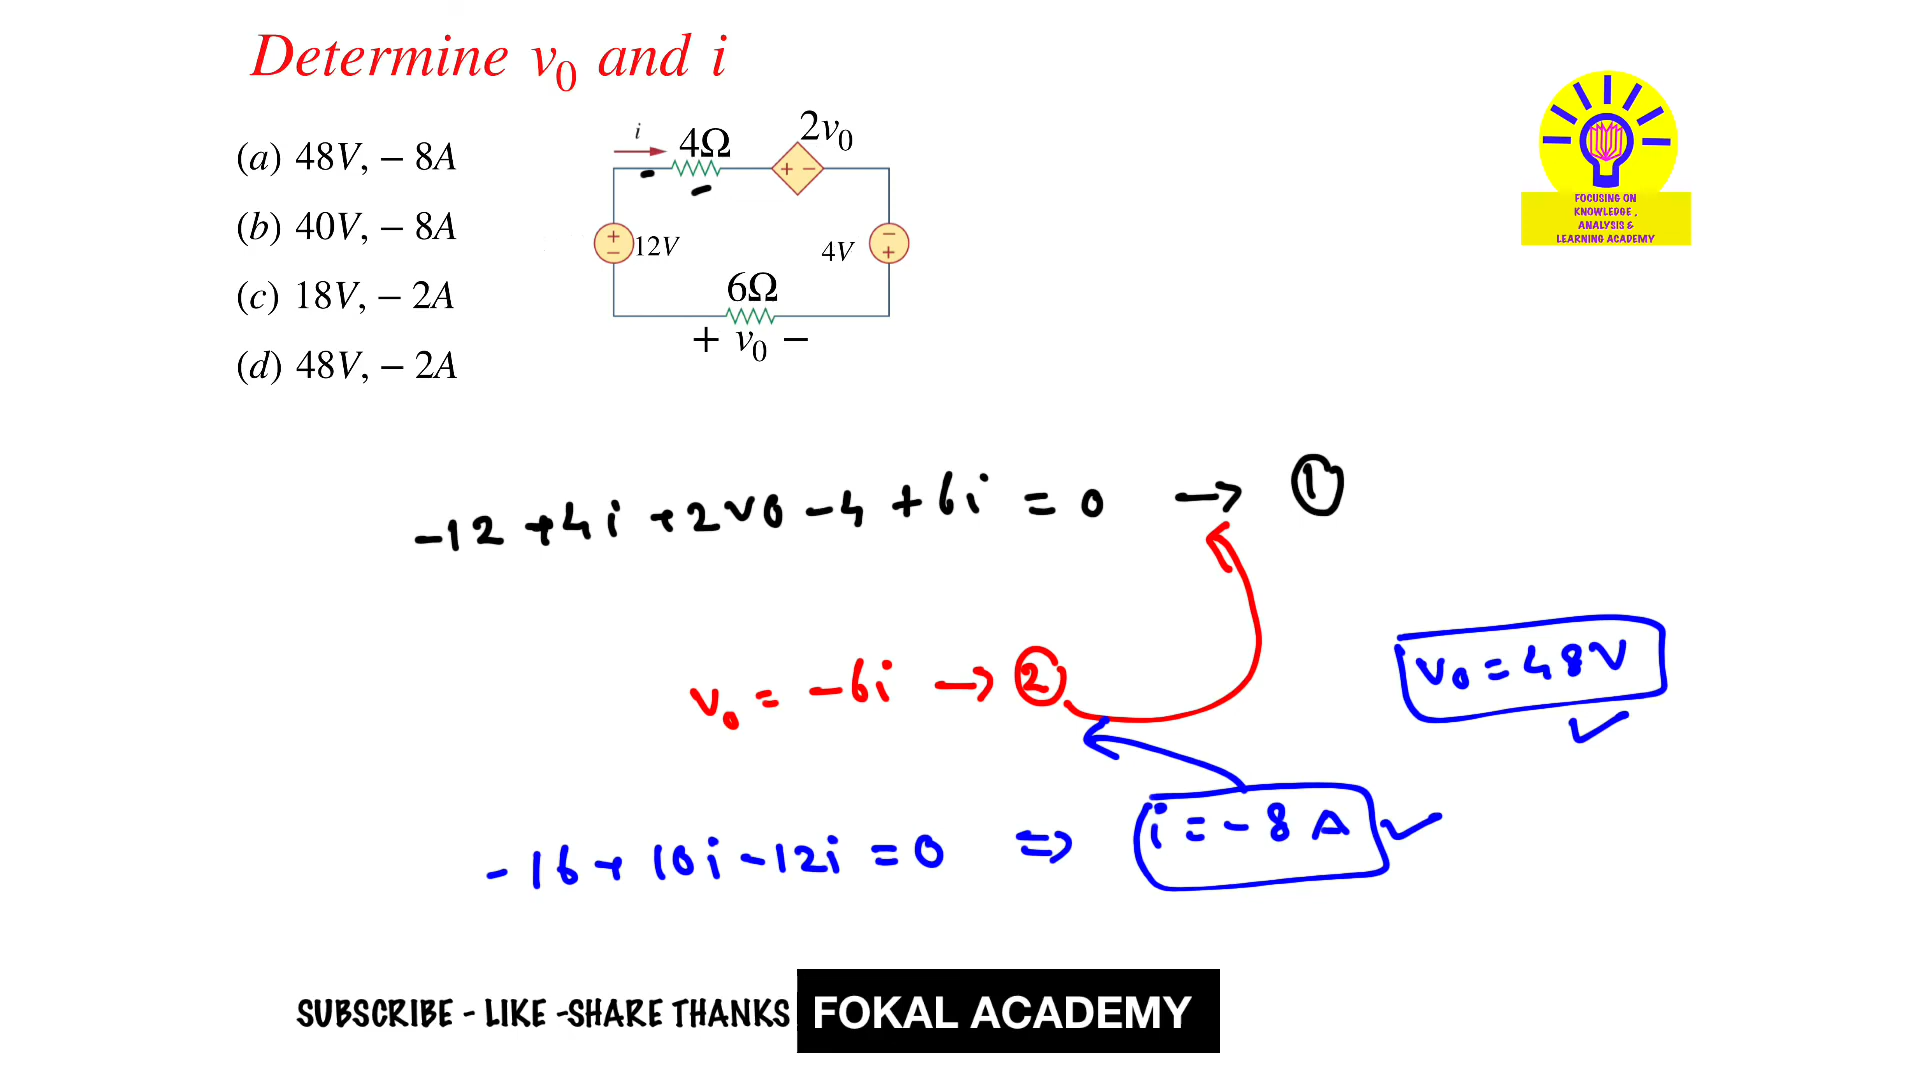 Determine v0 and i
(a) 48V, − 8A
(b) 40V, − 8A
(c) 18V, − 2A
(d) 48V, − 2A
i
4Ω
2v0
+ −
+
−
12V
4V
−
+
6Ω
+ v0 −
FOCUSING ON
KNOWLEDGE ,
ANALYSIS &
LEARNING ACADEMY
-12 +4i +2v0 -4 +6i = 0 → ①
v0 = -6i → ②
v0 = 48V ✓
-16 + 10i -12i = 0 ⇒ i = -8 A ✓
SUBSCRIBE - LIKE -SHARE THANKS
FOKAL ACADEMY